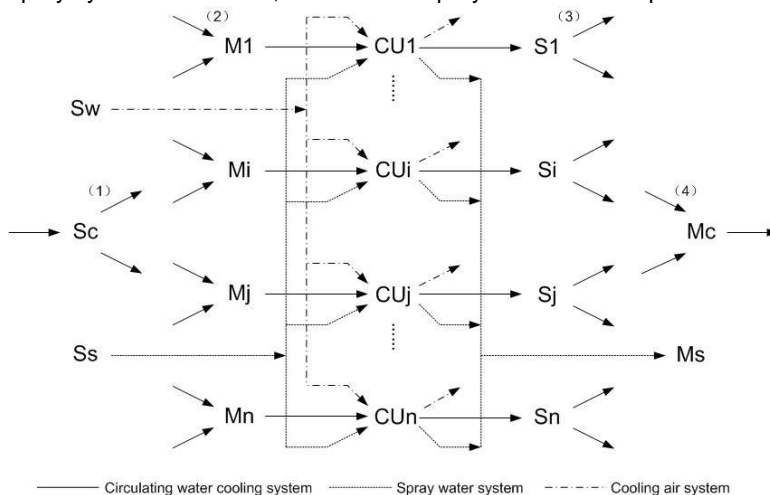 (2) (3)
M1 CU1 S1
Sw
Mi CUi Si
(1) (4)
Sc Mc
Mj CUj Sj
Ss Ms
Mn CUn Sn
Circulating water cooling system Spray water system Cooling air system